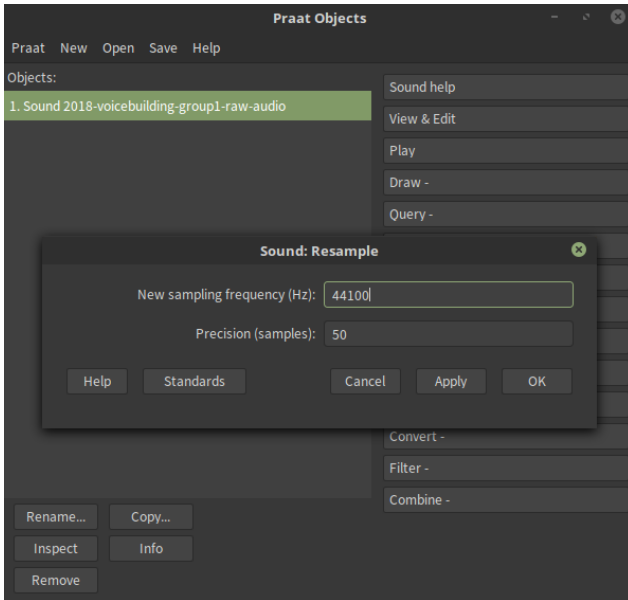 Praat Objects
Praat New Open Save Help
Objects:
1. Sound 2018-voicebuilding-group1-raw-audio
Sound help
View & Edit
Play
Draw -
Query -
Sound: Resample
New sampling frequency (Hz): 44100
Precision (samples): 50
Help Standards Cancel Apply OK
Convert -
Filter -
Combine -
Rename... Copy...
Inspect Info
Remove